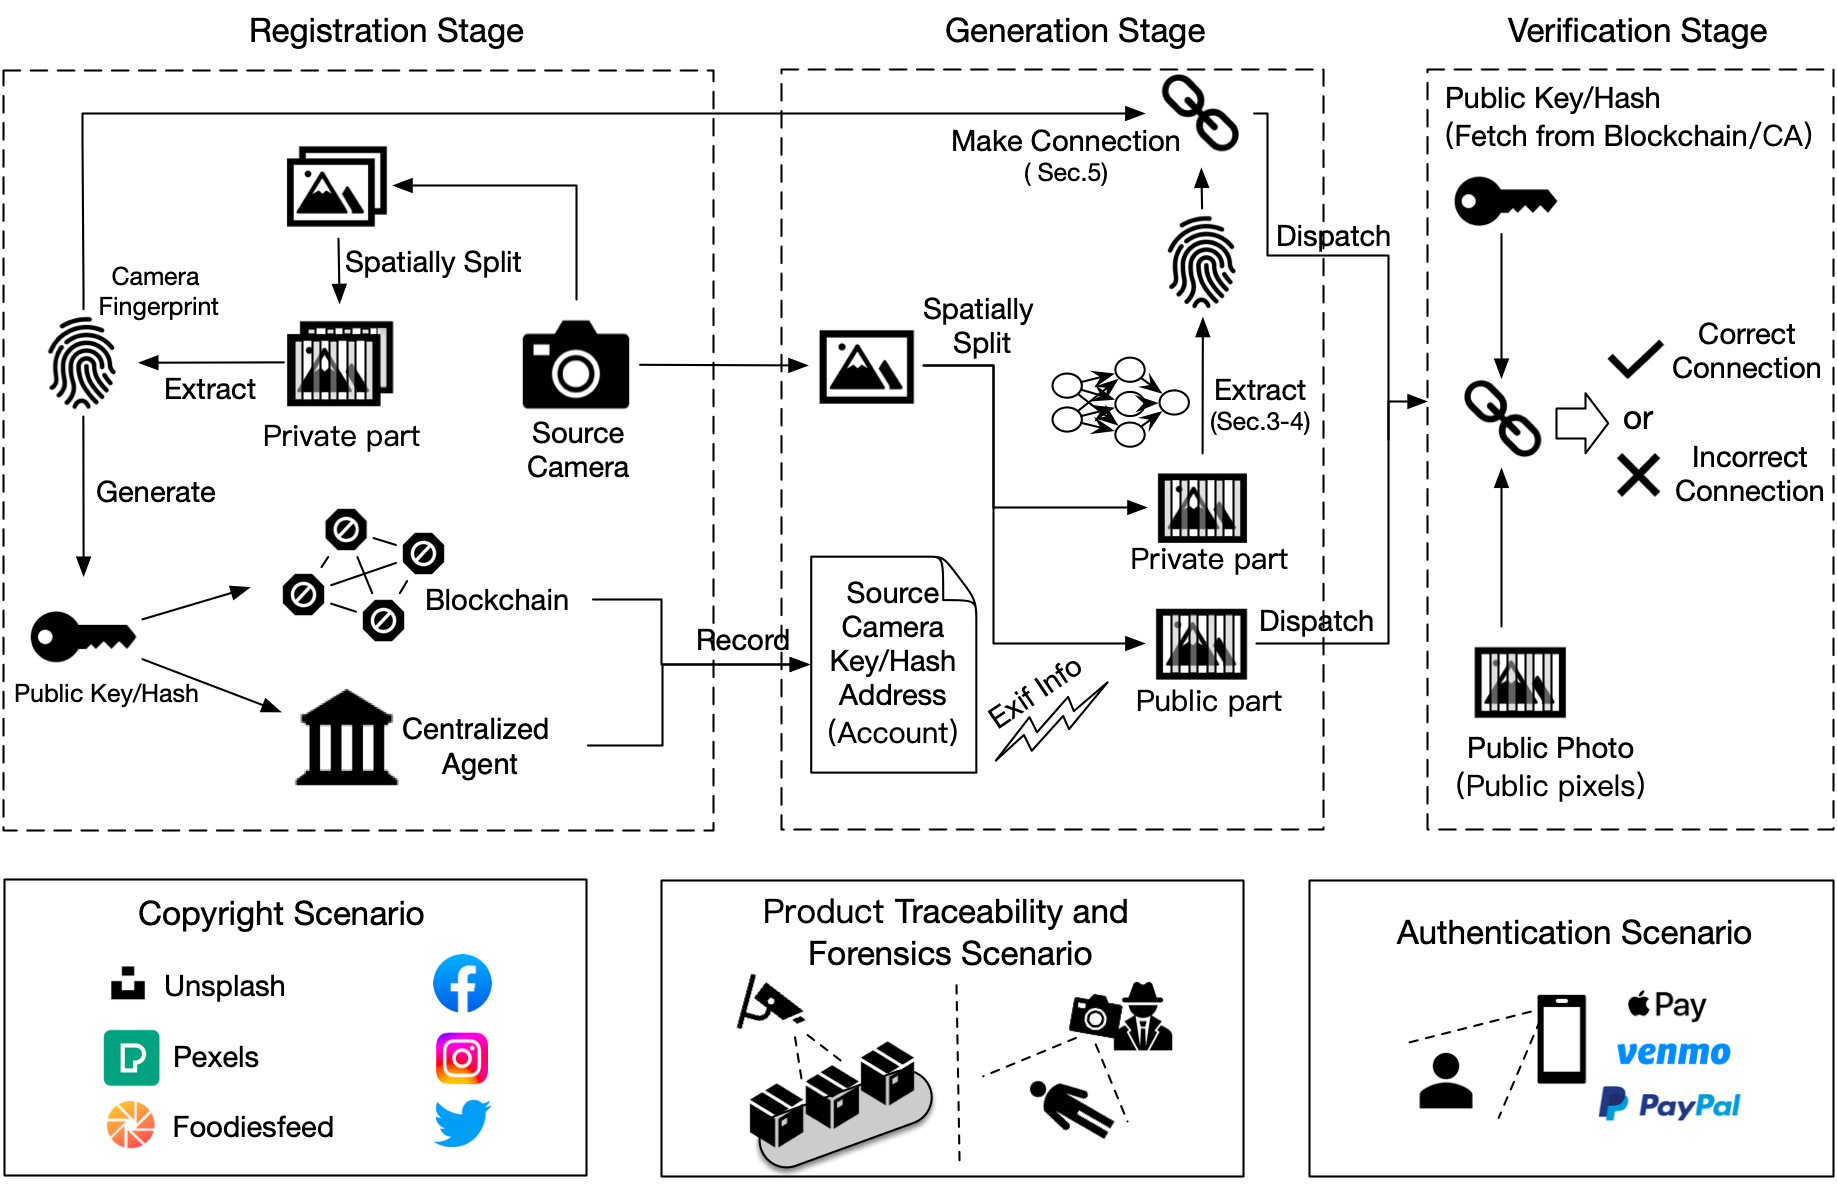 Registration Stage
Generation Stage
Verification Stage
Spatially Split
Camera
Fingerprint
Extract
Private part
Source
Camera
Generate
Public Key/Hash
Blockchain
Centralized
Agent
Record
Make Connection
( Sec.5)
Dispatch
Spatially
Split
Extract
(Sec.3-4)
Private part
Source
Camera
Key/Hash
Address
(Account)
Exif Info
Public part
Dispatch
Public Key/Hash
(Fetch from Blockchain/CA)
Correct
Connection
or
Incorrect
Connection
Public Photo
(Public pixels)
Copyright Scenario
Unsplash
Pexels
Foodiesfeed
Product Traceability and
Forensics Scenario
Authentication Scenario
Pay
venmo
PayPal